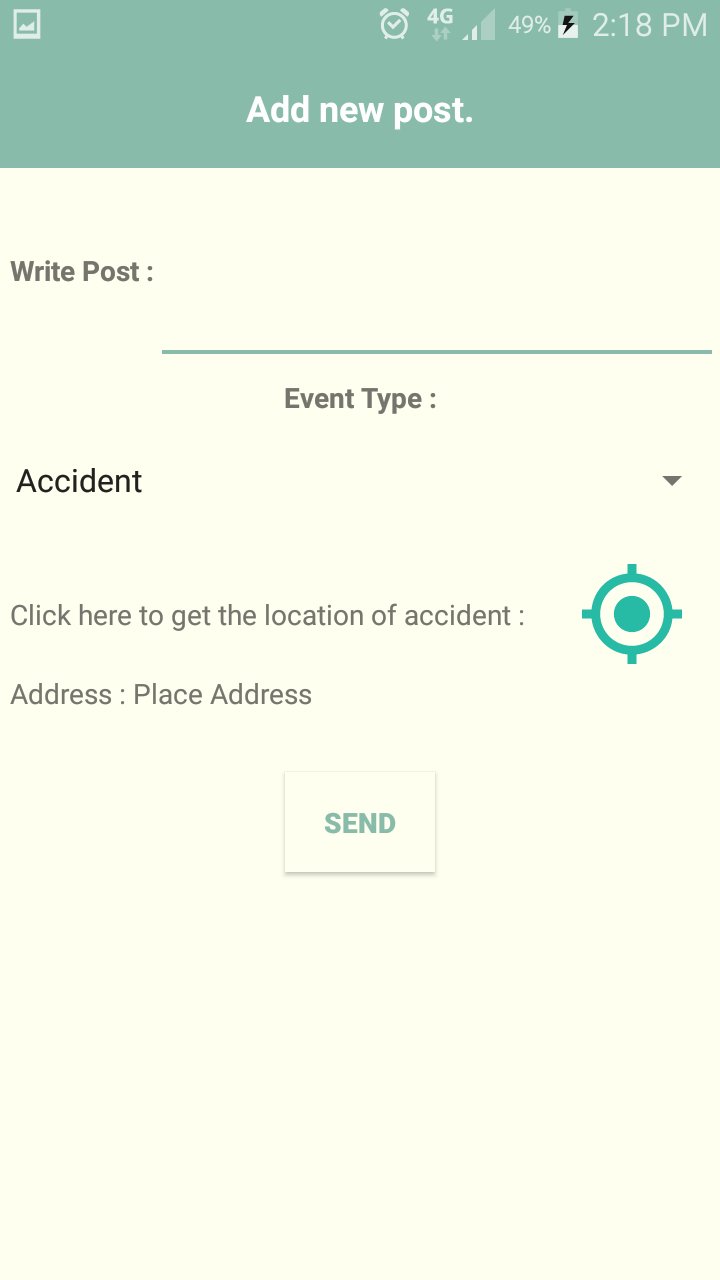 4G 49% 2:18 PM
Add new post.
Write Post :
Event Type :
Accident
Click here to get the location of accident :
Address : Place Address
SEND